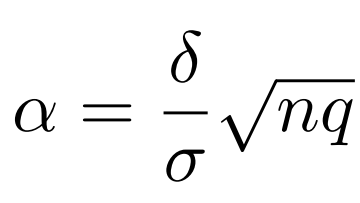 α = δ/σ √nq